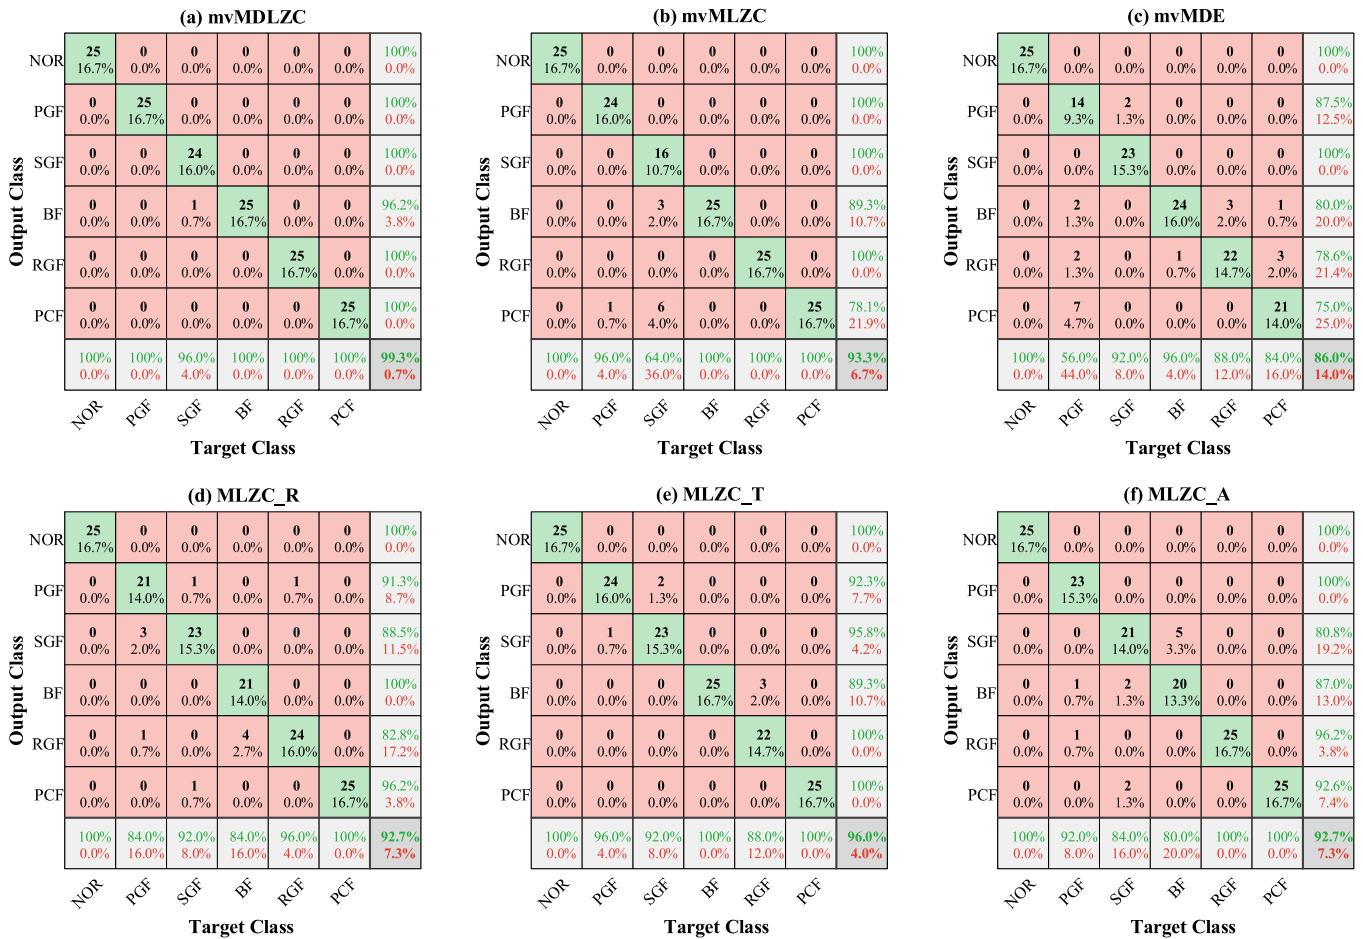 (a) mvMDLZC
NOR 25 0 0 0 0 0 100%
16.7% 0.0% 0.0% 0.0% 0.0% 0.0% 0.0%
PGF 0 25 0 0 0 0 100%
0.0% 16.7% 0.0% 0.0% 0.0% 0.0% 0.0%
SGF 0 0 24 0 0 0 100%
0.0% 0.0% 16.0% 0.0% 0.0% 0.0% 0.0%
BF 0 0 1 25 0 0 96.2%
0.0% 0.0% 0.7% 16.7% 0.0% 0.0% 3.8%
RGF 0 0 0 0 25 0 100%
0.0% 0.0% 0.0% 0.0% 16.7% 0.0% 0.0%
PCF 0 0 0 0 0 25 100%
0.0% 0.0% 0.0% 0.0% 0.0% 16.7% 0.0%
100% 100% 96.0% 100% 100% 100% 99.3%
0.0% 0.0% 4.0% 0.0% 0.0% 0.0% 0.7%
NOR PGF SGF BF RGF PCF
Output Class
Target Class
(b) mvMLZC
NOR 25 0 0 0 0 0 100%
16.7% 0.0% 0.0% 0.0% 0.0% 0.0% 0.0%
PGF 0 24 0 0 0 0 100%
0.0% 16.0% 0.0% 0.0% 0.0% 0.0% 0.0%
SGF 0 0 16 0 0 0 100%
0.0% 0.0% 10.7% 0.0% 0.0% 0.0% 0.0%
BF 0 0 3 25 0 0 89.3%
0.0% 0.0% 2.0% 16.7% 0.0% 0.0% 10.7%
RGF 0 0 0 0 25 0 100%
0.0% 0.0% 0.0% 0.0% 16.7% 0.0% 0.0%
PCF 0 1 6 0 0 25 78.1%
0.0% 0.7% 4.0% 0.0% 0.0% 16.7% 21.9%
100% 96.0% 64.0% 100% 100% 100% 93.3%
0.0% 4.0% 36.0% 0.0% 0.0% 0.0% 6.7%
NOR PGF SGF BF RGF PCF
Output Class
Target Class
(c) mvMDE
NOR 25 0 0 0 0 0 100%
16.7% 0.0% 0.0% 0.0% 0.0% 0.0% 0.0%
PGF 0 14 2 0 0 0 87.5%
0.0% 9.3% 1.3% 0.0% 0.0% 0.0% 12.5%
SGF 0 0 23 0 0 0 100%
0.0% 0.0% 15.3% 0.0% 0.0% 0.0% 0.0%
BF 0 2 0 24 3 1 80.0%
0.0% 1.3% 0.0% 16.0% 2.0% 0.7% 20.0%
RGF 0 2 0 1 22 3 78.6%
0.0% 1.3% 0.0% 0.7% 14.7% 2.0% 21.4%
PCF 0 7 0 0 0 21 75.0%
0.0% 4.7% 0.0% 0.0% 0.0% 14.0% 25.0%
100% 56.0% 92.0% 96.0% 88.0% 84.0% 86.0%
0.0% 44.0% 8.0% 4.0% 12.0% 16.0% 14.0%
NOR PGF SGF BF RGF PCF
Output Class
Target Class
(d) MLZC_R
NOR 25 0 0 0 0 0 100%
16.7% 0.0% 0.0% 0.0% 0.0% 0.0% 0.0%
PGF 0 21 1 0 1 0 91.3%
0.0% 14.0% 0.7% 0.0% 0.7% 0.0% 8.7%
SGF 0 3 23 0 0 0 88.5%
0.0% 2.0% 15.3% 0.0% 0.0% 0.0% 11.5%
BF 0 0 0 21 0 0 100%
0.0% 0.0% 0.0% 14.0% 0.0% 0.0% 0.0%
RGF 0 1 0 4 24 0 82.8%
0.0% 0.7% 0.0% 2.7% 16.0% 0.0% 17.2%
PCF 0 0 1 0 0 25 96.2%
0.0% 0.0% 0.7% 0.0% 0.0% 16.7% 3.8%
100% 84.0% 92.0% 84.0% 96.0% 100% 92.7%
0.0% 16.0% 8.0% 16.0% 4.0% 0.0% 7.3%
NOR PGF SGF BF RGF PCF
Output Class
Target Class
(e) MLZC_T
NOR 25 0 0 0 0 0 100%
16.7% 0.0% 0.0% 0.0% 0.0% 0.0% 0.0%
PGF 0 24 2 0 0 0 92.3%
0.0% 16.0% 1.3% 0.0% 0.0% 0.0% 7.7%
SGF 0 1 23 0 0 0 95.8%
0.0% 0.7% 15.3% 0.0% 0.0% 0.0% 4.2%
BF 0 0 0 25 3 0 89.3%
0.0% 0.0% 0.0% 16.7% 2.0% 0.0% 10.7%
RGF 0 0 0 0 22 0 100%
0.0% 0.0% 0.0% 0.0% 14.7% 0.0% 0.0%
PCF 0 0 0 0 0 25 100%
0.0% 0.0% 0.0% 0.0% 0.0% 16.7% 0.0%
100% 96.0% 92.0% 100% 88.0% 100% 96.0%
0.0% 4.0% 8.0% 0.0% 12.0% 0.0% 4.0%
NOR PGF SGF BF RGF PCF
Output Class
Target Class
(f) MLZC_A
NOR 25 0 0 0 0 0 100%
16.7% 0.0% 0.0% 0.0% 0.0% 0.0% 0.0%
PGF 0 23 0 0 0 0 100%
0.0% 15.3% 0.0% 0.0% 0.0% 0.0% 0.0%
SGF 0 0 21 5 0 0 80.8%
0.0% 0.0% 14.0% 3.3% 0.0% 0.0% 19.2%
BF 0 1 2 20 0 0 87.0%
0.0% 0.7% 1.3% 13.3% 0.0% 0.0% 13.0%
RGF 0 1 0 0 25 0 96.2%
0.0% 0.7% 0.0% 0.0% 16.7% 0.0% 3.8%
PCF 0 0 2 0 0 25 92.6%
0.0% 0.0% 1.3% 0.0% 0.0% 16.7% 7.4%
100% 92.0% 84.0% 80.0% 100% 100% 92.7%
0.0% 8.0% 16.0% 20.0% 0.0% 0.0% 7.3%
NOR PGF SGF BF RGF PCF
Output Class
Target Class